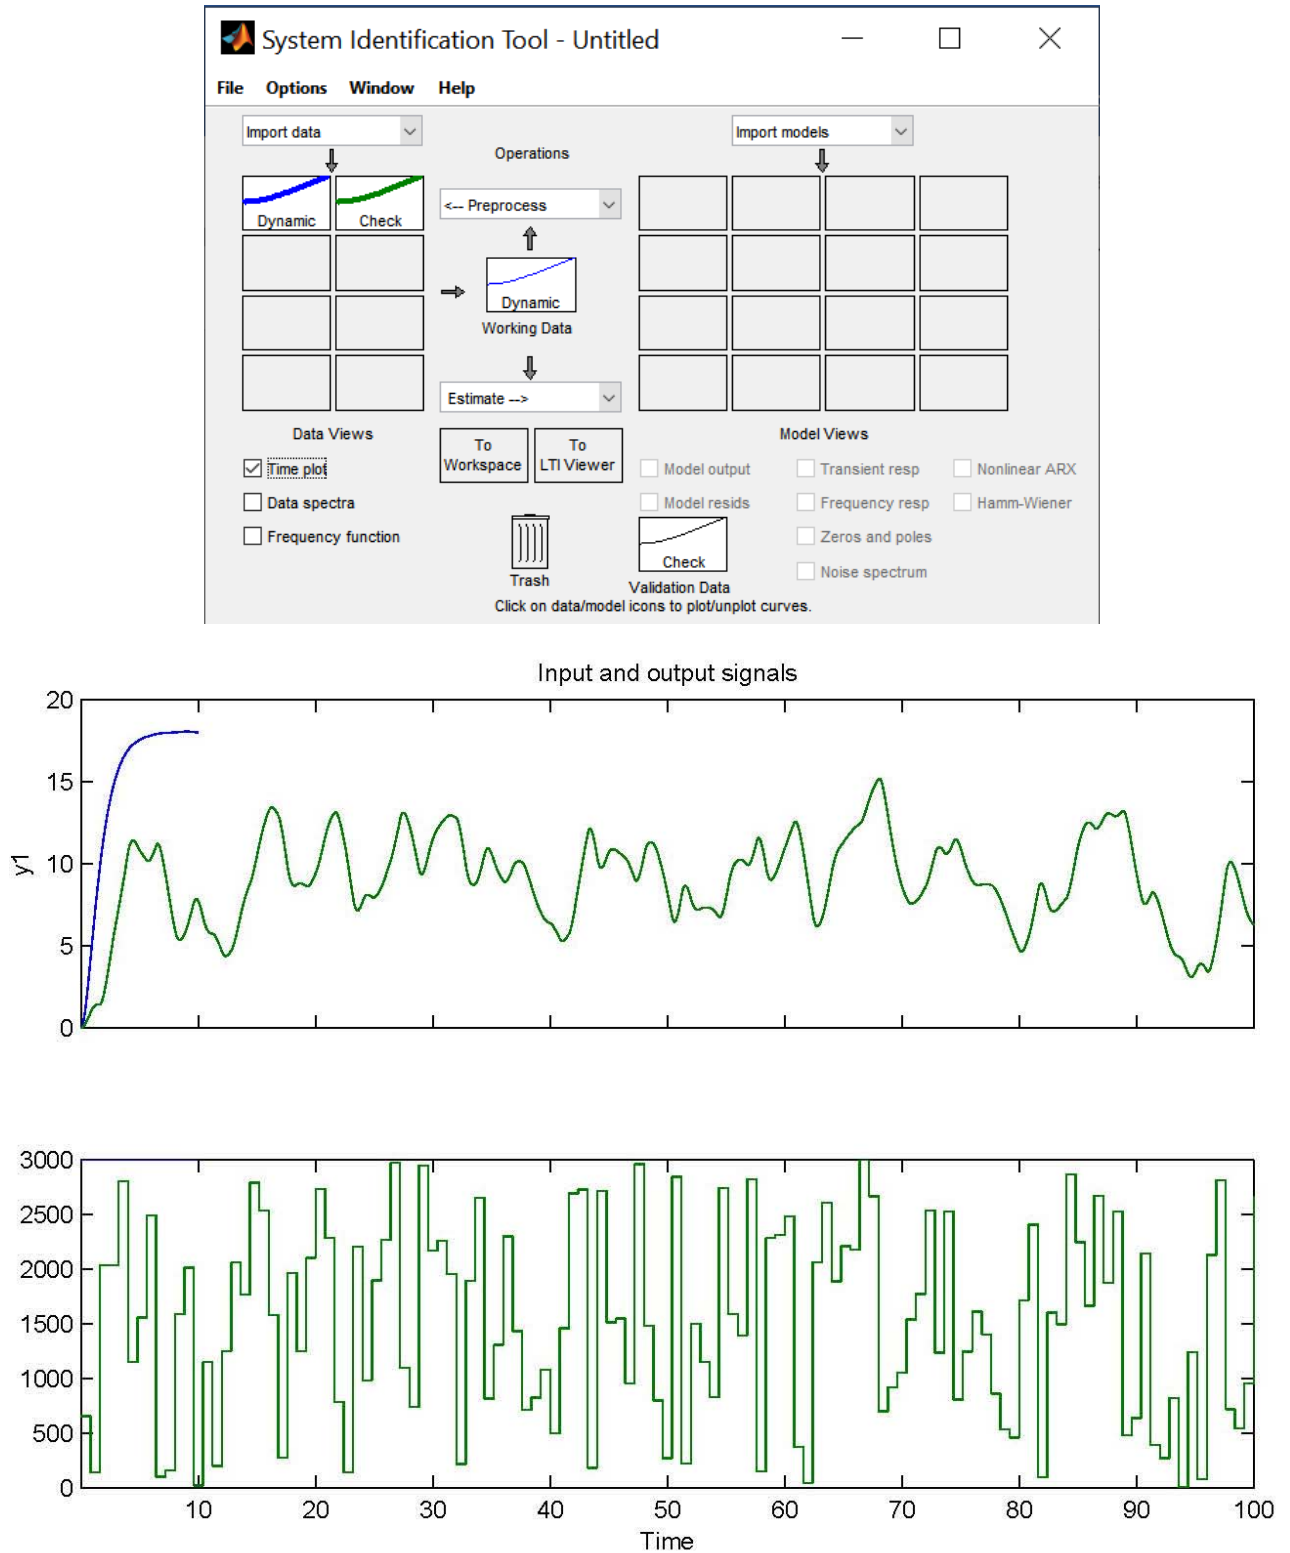 System Identification Tool - Untitled
File Options Window Help
Import data
Import models
Operations
Dynamic
Check
<-- Preprocess
Dynamic
Working Data
Estimate -->
Data Views
Model Views
To
Workspace
To
LTI Viewer
Time plot
Data spectra
Frequency function
Model output
Transient resp
Nonlinear ARX
Model resids
Frequency resp
Hamm-Wiener
Zeros and poles
Noise spectrum
Trash
Check
Validation Data
Click on data/model icons to plot/unplot curves.
Input and output signals
20
15
10
5
0
y1
3000
2500
2000
1500
1000
500
0
10 20 30 40 50 60 70 80 90 100
Time